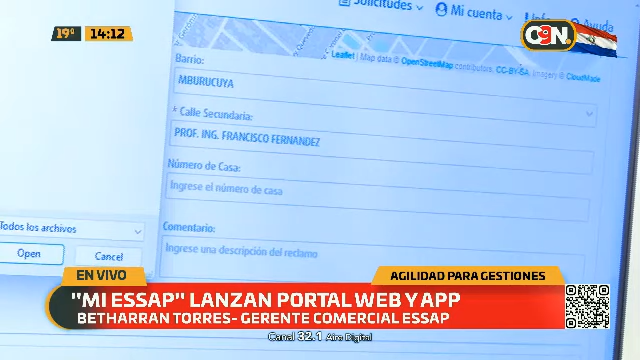 19° 14:12
Solicitudes Mi cuenta Info Ayuda
C9N
Leaflet | Map data © OpenStreetMap contributors, CC-BY-SA, Imagery © CloudMade
Barrio:
MBURUCUYA
* Calle Secundaria:
PROF. ING. FRANCISCO FERNANDEZ
Número de Casa:
Ingrese el número de casa
Comentario:
Ingrese una descripción del reclamo
Todos los archivos
Open Cancel
EN VIVO
AGILIDAD PARA GESTIONES
"MI ESSAP" LANZAN PORTAL WEB Y APP
BETHARRAN TORRES- GERENTE COMERCIAL ESSAP
Canal 32.1 Aire Digital